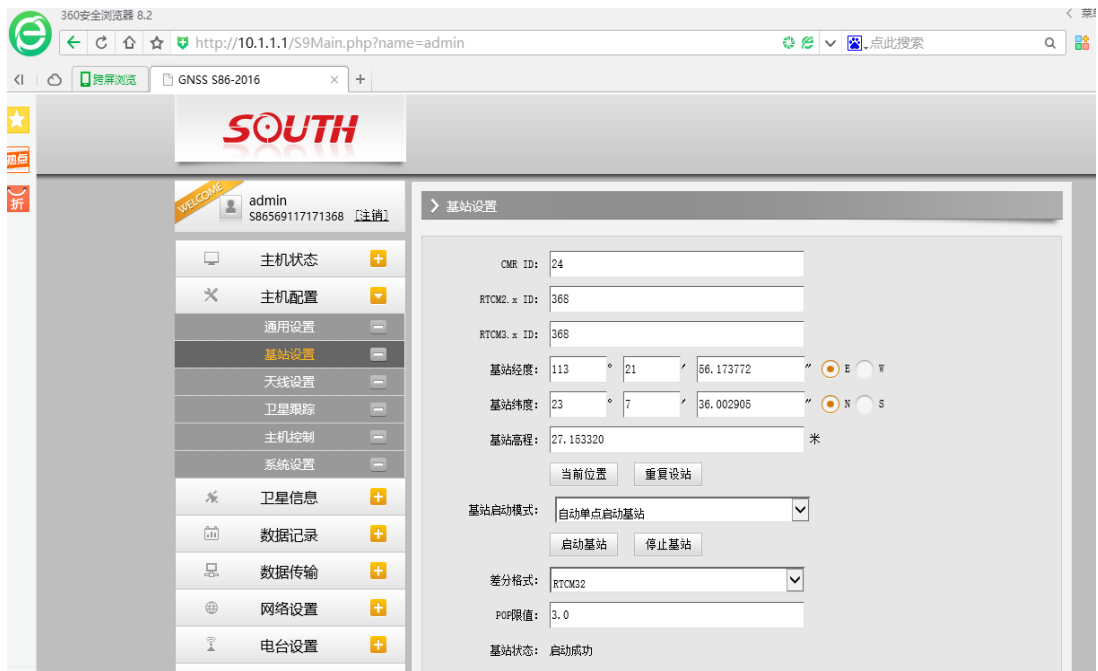 360安全浏览器 8.2
http://10.1.1.1/S9Main.php?name=admin
点此搜索
跨屏浏览
GNSS S86-2016
SOUTH
WELCOME
admin
S86569117171368 [注销]
主机状态
主机配置
通用设置
基站设置
天线设置
卫星跟踪
主机控制
系统设置
卫星信息
数据记录
数据传输
网络设置
电台设置
折
基站设置
CMR ID: 24
RTCM2.x ID: 368
RTCM3.x ID: 368
基站经度: 113 ° 21 ′ 56.173772 ″ E W
基站纬度: 23 ° 7 ′ 36.002905 ″ N S
基站高程: 27.153320 米
当前位置 重复设站
基站启动模式: 自动单点启动基站
启动基站 停止基站
差分格式: RTCM32
POP限值: 3.0
基站状态: 启动成功